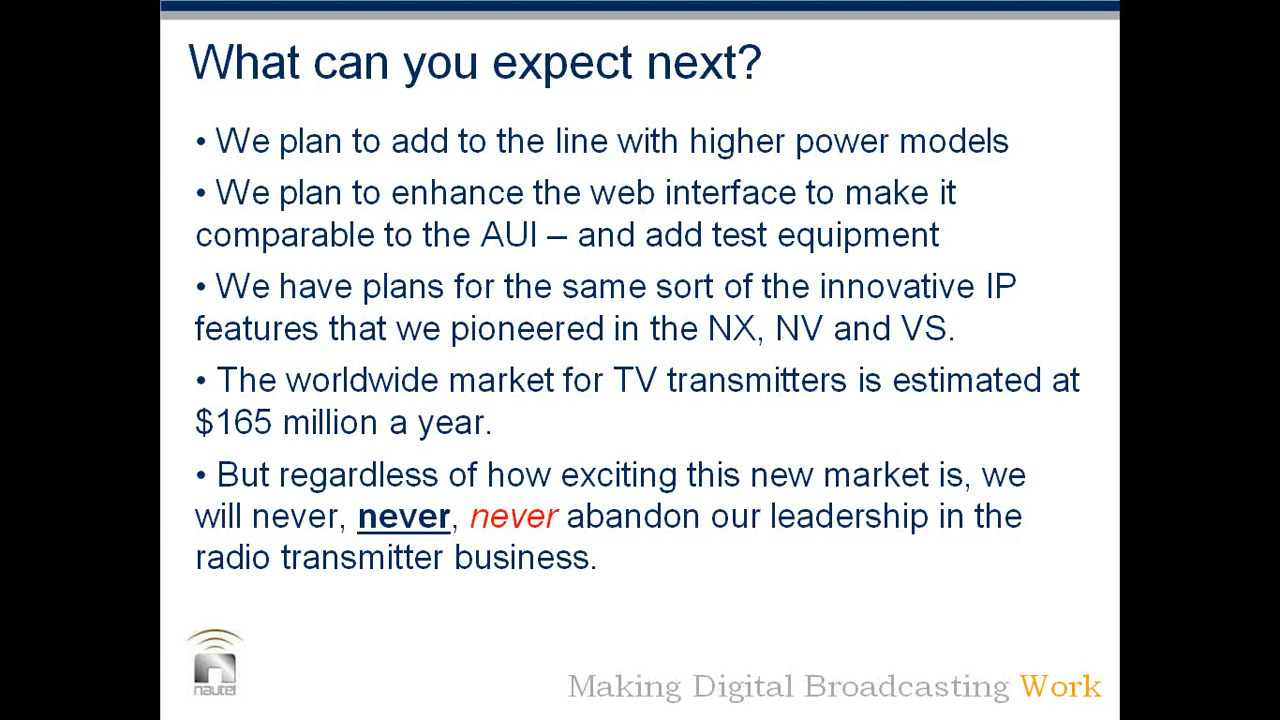 What can you expect next?
• We plan to add to the line with higher power models
• We plan to enhance the web interface to make it
comparable to the AUI – and add test equipment
• We have plans for the same sort of the innovative IP
features that we pioneered in the NX, NV and VS.
• The worldwide market for TV transmitters is estimated at
$165 million a year.
• But regardless of how exciting this new market is, we
will never, never, never abandon our leadership in the
radio transmitter business.
nautel
Making Digital Broadcasting Work